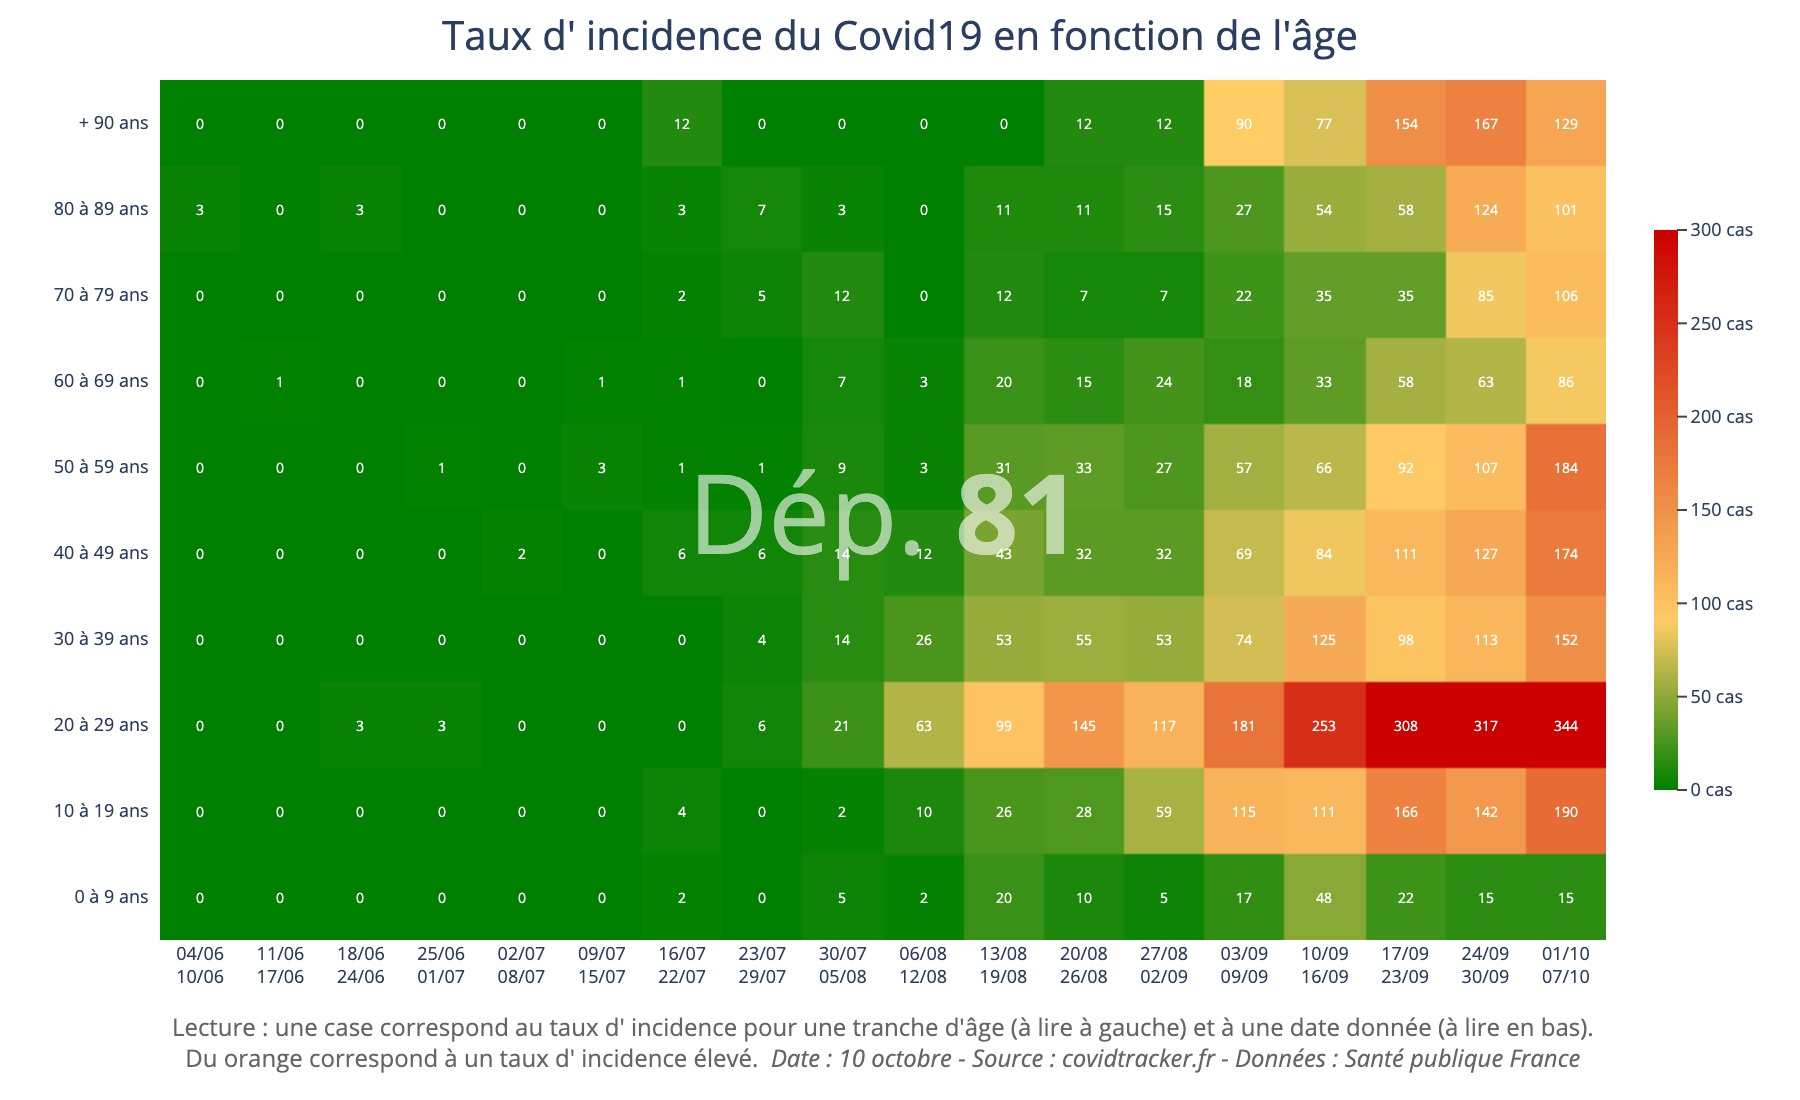 Taux d' incidence du Covid19 en fonction de l'âge
+ 90 ans 0 0 0 0 0 0 12 0 0 0 0 12 12 90 77 154 167 129
80 à 89 ans 3 0 3 0 0 0 3 7 3 0 11 11 15 27 54 58 124 101
70 à 79 ans 0 0 0 0 0 0 2 5 12 0 12 7 7 22 35 35 85 106
60 à 69 ans 0 1 0 0 0 1 1 0 7 3 20 15 24 18 33 58 63 86
50 à 59 ans 0 0 0 1 0 3 1 1 9 3 31 33 27 57 66 92 107 184
Dép. 81
40 à 49 ans 0 0 0 0 2 0 6 6 14 12 43 32 32 69 84 111 127 174
30 à 39 ans 0 0 0 0 0 0 0 4 14 26 53 55 53 74 125 98 113 152
20 à 29 ans 0 0 3 3 0 0 0 6 21 63 99 145 117 181 253 308 317 344
10 à 19 ans 0 0 0 0 0 0 4 0 2 10 26 28 59 115 111 166 142 190
0 à 9 ans 0 0 0 0 0 0 2 0 5 2 20 10 5 17 48 22 15 15
04/06 11/06 18/06 25/06 02/07 09/07 16/07 23/07 30/07 06/08 13/08 20/08 27/08 03/09 10/09 17/09 24/09 01/10
10/06 17/06 24/06 01/07 08/07 15/07 22/07 29/07 05/08 12/08 19/08 26/08 02/09 09/09 16/09 23/09 30/09 07/10
300 cas
250 cas
200 cas
150 cas
100 cas
50 cas
0 cas
Lecture : une case correspond au taux d' incidence pour une tranche d'âge (à lire à gauche) et à une date donnée (à lire en bas).
Du orange correspond à un taux d' incidence élevé. Date : 10 octobre - Source : covidtracker.fr - Données : Santé publique France